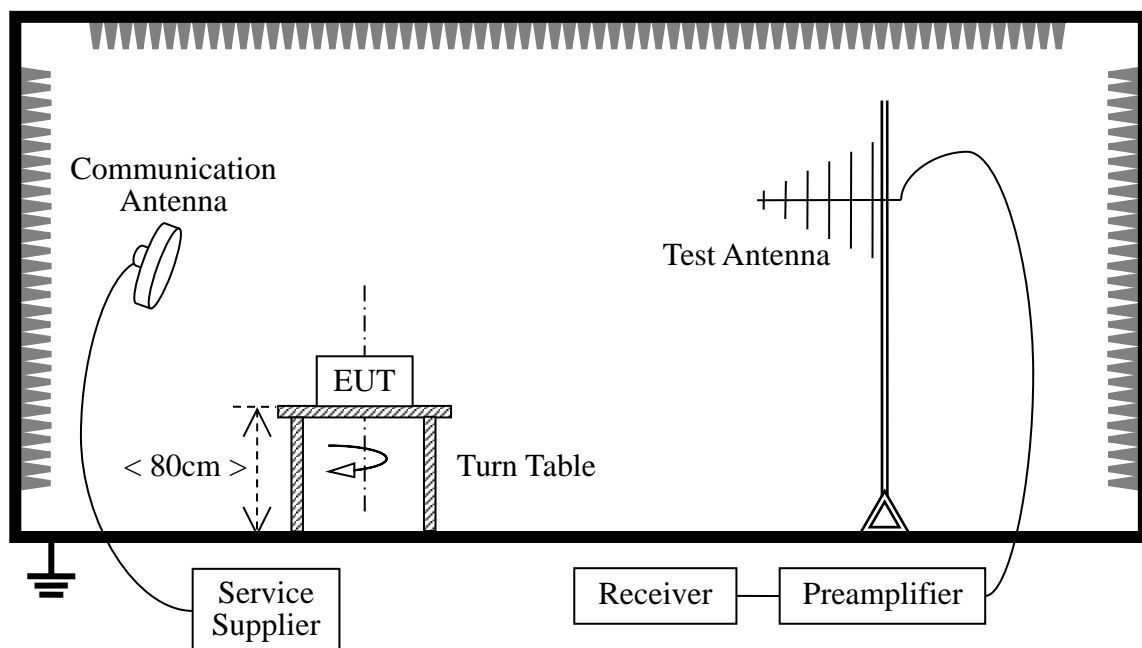 Communication
Antenna
Test Antenna
EUT
< 80cm >
Turn Table
Service
Supplier
Receiver
Preamplifier